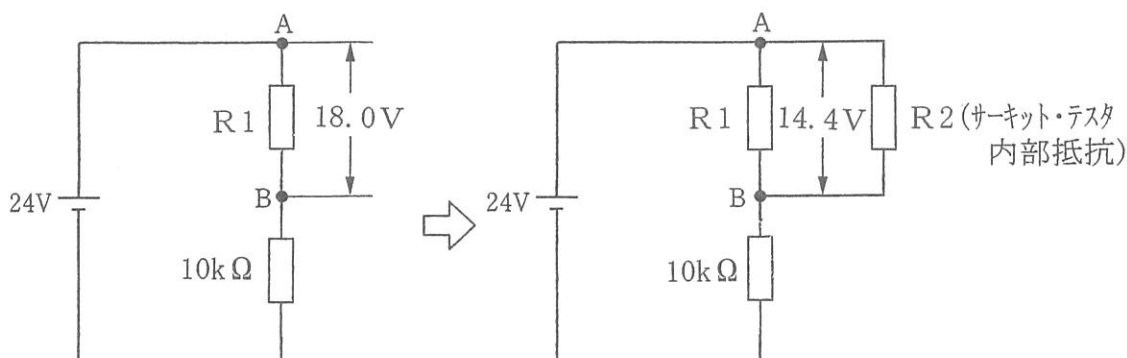 A
R1
18.0V
24V
B
10kΩ
A
R1
14.4V
R2(サーキット・テスタ
内部抵抗)
24V
B
10kΩ